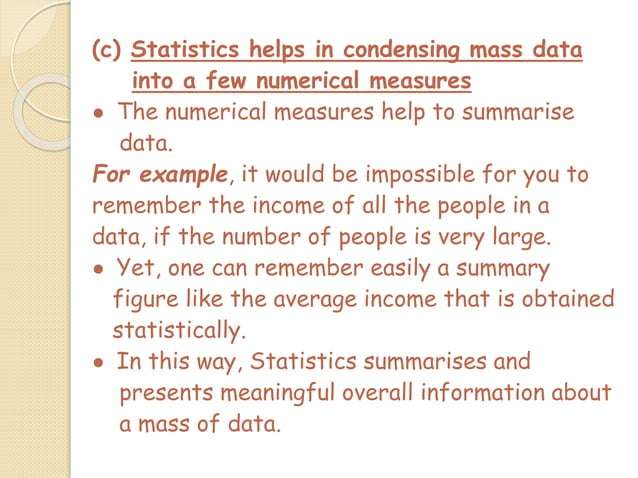 (c) Statistics helps in condensing mass data
into a few numerical measures
● The numerical measures help to summarise
data.
For example, it would be impossible for you to
remember the income of all the people in a
data, if the number of people is very large.
● Yet, one can remember easily a summary
figure like the average income that is obtained
statistically.
● In this way, Statistics summarises and
presents meaningful overall information about
a mass of data.